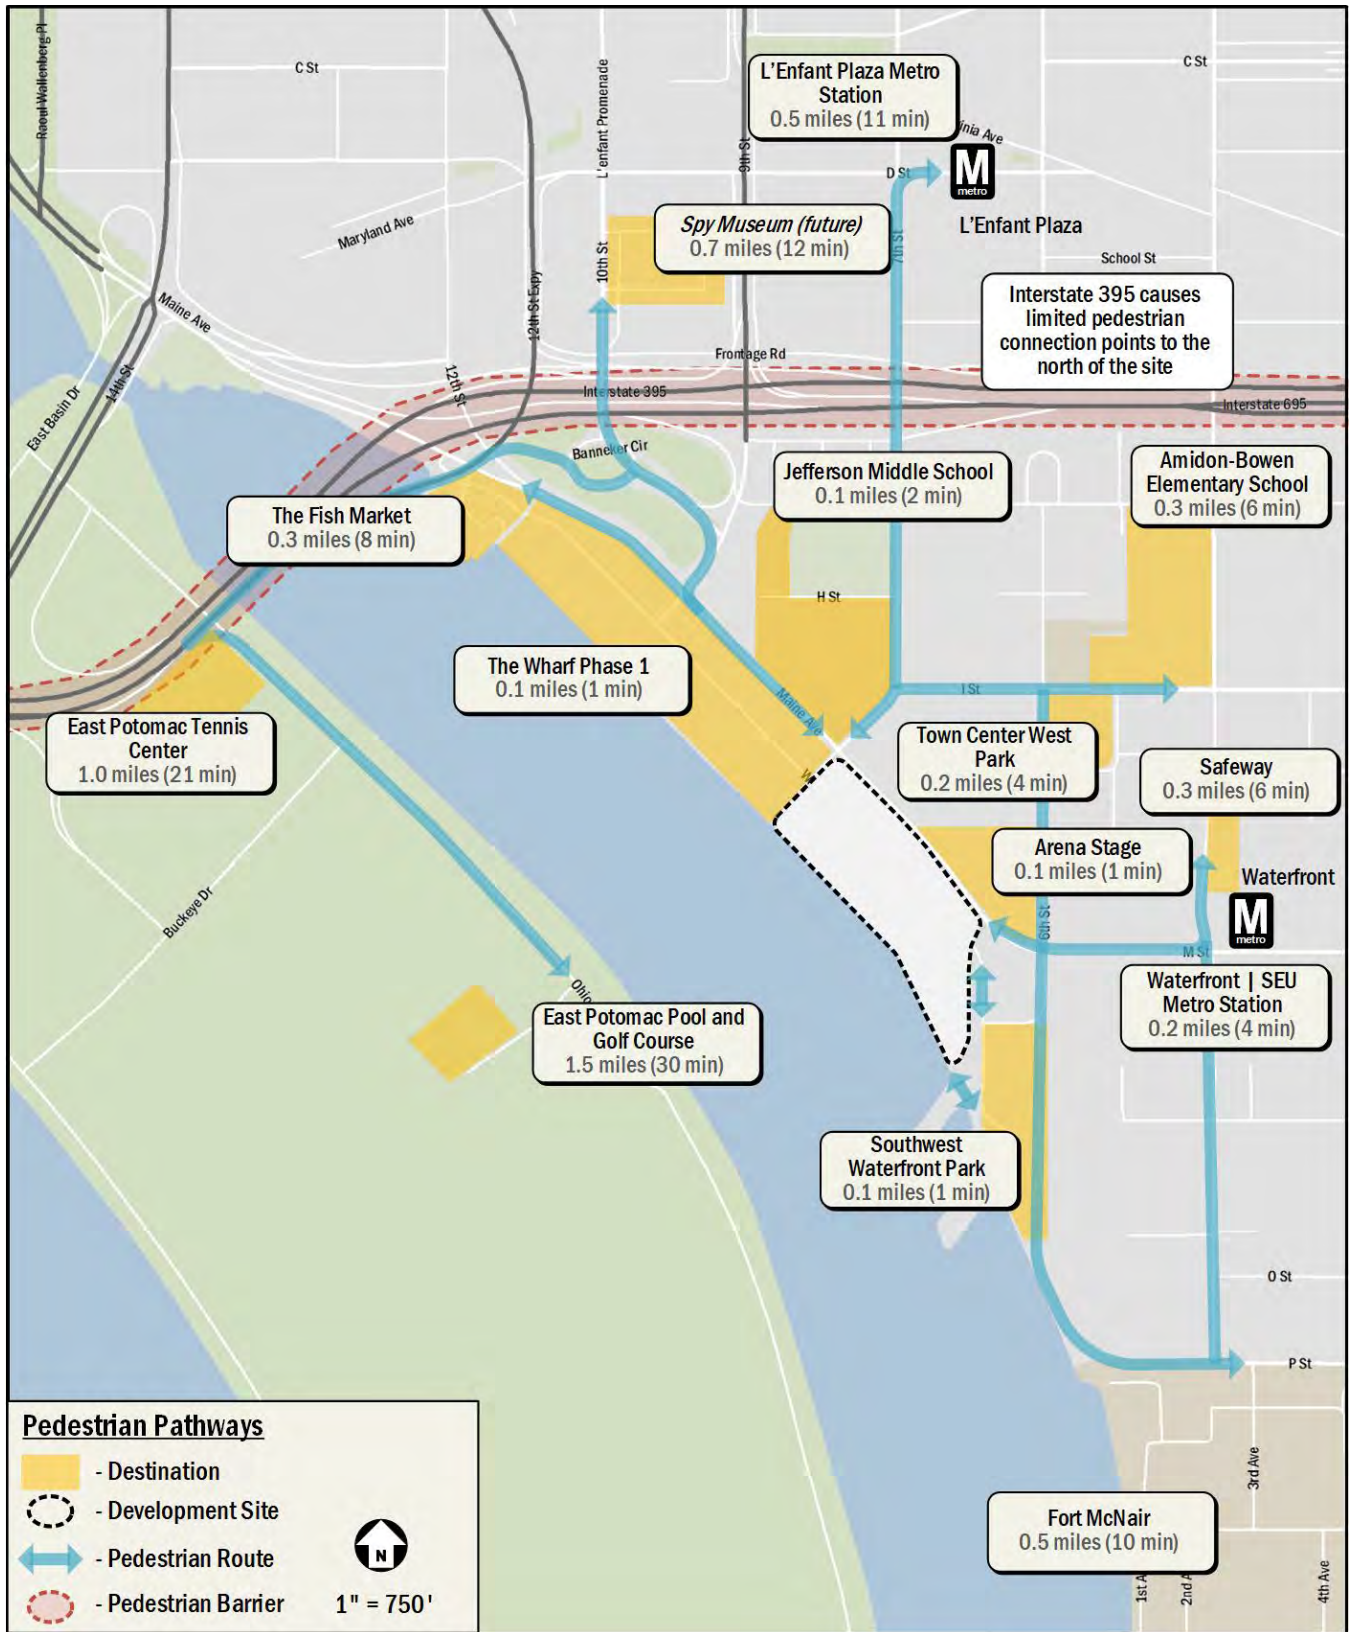 Raoul Wallenberg Pl
C St
L'enfant Promenade
9th St
L'Enfant Plaza Metro
Station
0.5 miles (11 min)
C St
inia Ave
D St
M
metro
L'Enfant Plaza
Maryland Ave
10th St
Spy Museum (future)
0.7 miles (12 min)
7th St
School St
Interstate 395 causes
limited pedestrian
connection points to the
north of the site
Maine Ave
12th St Expy
Frontage Rd
14th St
East Basin Dr
12th St
Interstate 395
Interstate 695
Banneker Cir
Jefferson Middle School
0.1 miles (2 min)
Amidon-Bowen
Elementary School
0.3 miles (6 min)
The Fish Market
0.3 miles (8 min)
H St
The Wharf Phase 1
0.1 miles (1 min)
Maine Ave
I St
East Potomac Tennis
Center
1.0 miles (21 min)
Town Center West
Park
0.2 miles (4 min)
Safeway
0.3 miles (6 min)
W
Arena Stage
0.1 miles (1 min)
Waterfront
M
metro
Buckeye Dr
6th St
M St
Ohio
East Potomac Pool and
Golf Course
1.5 miles (30 min)
Waterfront | SEU
Metro Station
0.2 miles (4 min)
Southwest
Waterfront Park
0.1 miles (1 min)
O St
P St
3rd Ave
Fort McNair
0.5 miles (10 min)
1st A
2nd A
4th Ave
Pedestrian Pathways
- Destination
- Development Site
- Pedestrian Route
- Pedestrian Barrier
N
1" = 750'